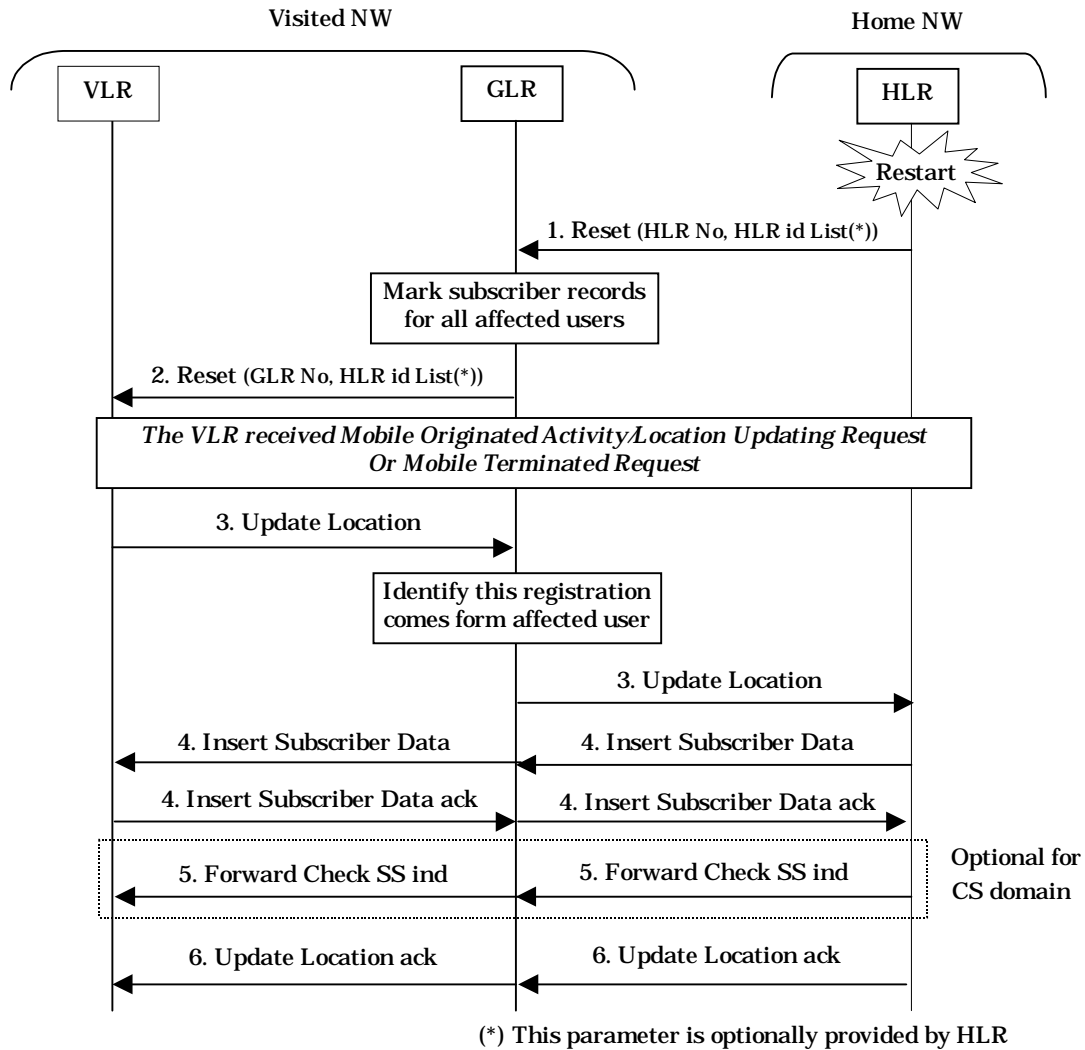 Visited NW
Home NW
VLR
GLR
HLR
Restart
1. Reset (HLR No, HLR id List(*))
Mark subscriber records
for all affected users
2. Reset (GLR No, HLR id List(*))
The VLR received Mobile Originated Activity/Location Updating Request
Or Mobile Terminated Request
3. Update Location
Identify this registration
comes form affected user
3. Update Location
4. Insert Subscriber Data
4. Insert Subscriber Data
4. Insert Subscriber Data ack
4. Insert Subscriber Data ack
5. Forward Check SS ind
5. Forward Check SS ind
Optional for
CS domain
6. Update Location ack
6. Update Location ack
(*) This parameter is optionally provided by HLR